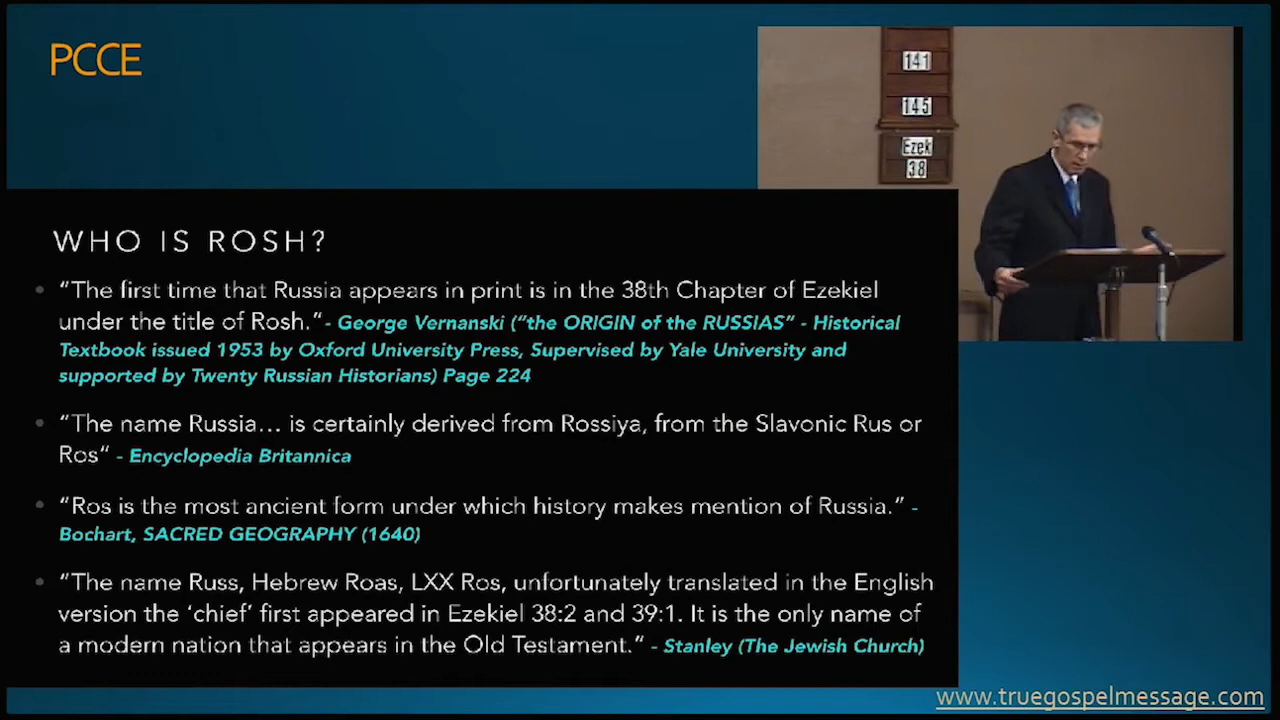 PCCE
141
145
Ezek
38
WHO IS ROSH?
• “The first time that Russia appears in print is in the 38th Chapter of Ezekiel
under the title of Rosh.“- George Vernanski (“the ORIGIN of the RUSSIAS” - Historical
Textbook issued 1953 by Oxford University Press, Supervised by Yale University and
supported by Twenty Russian Historians) Page 224
• “The name Russia… is certainly derived from Rossiya, from the Slavonic Rus or
Ros“ - Encyclopedia Britannica
• “Ros is the most ancient form under which history makes mention of Russia.” -
Bochart, SACRED GEOGRAPHY (1640)
• “The name Russ, Hebrew Roas, LXX Ros, unfortunately translated in the English
version the ‘chief’ first appeared in Ezekiel 38:2 and 39:1. It is the only name of
a modern nation that appears in the Old Testament.” - Stanley (The Jewish Church)
www.truegospelmessage.com